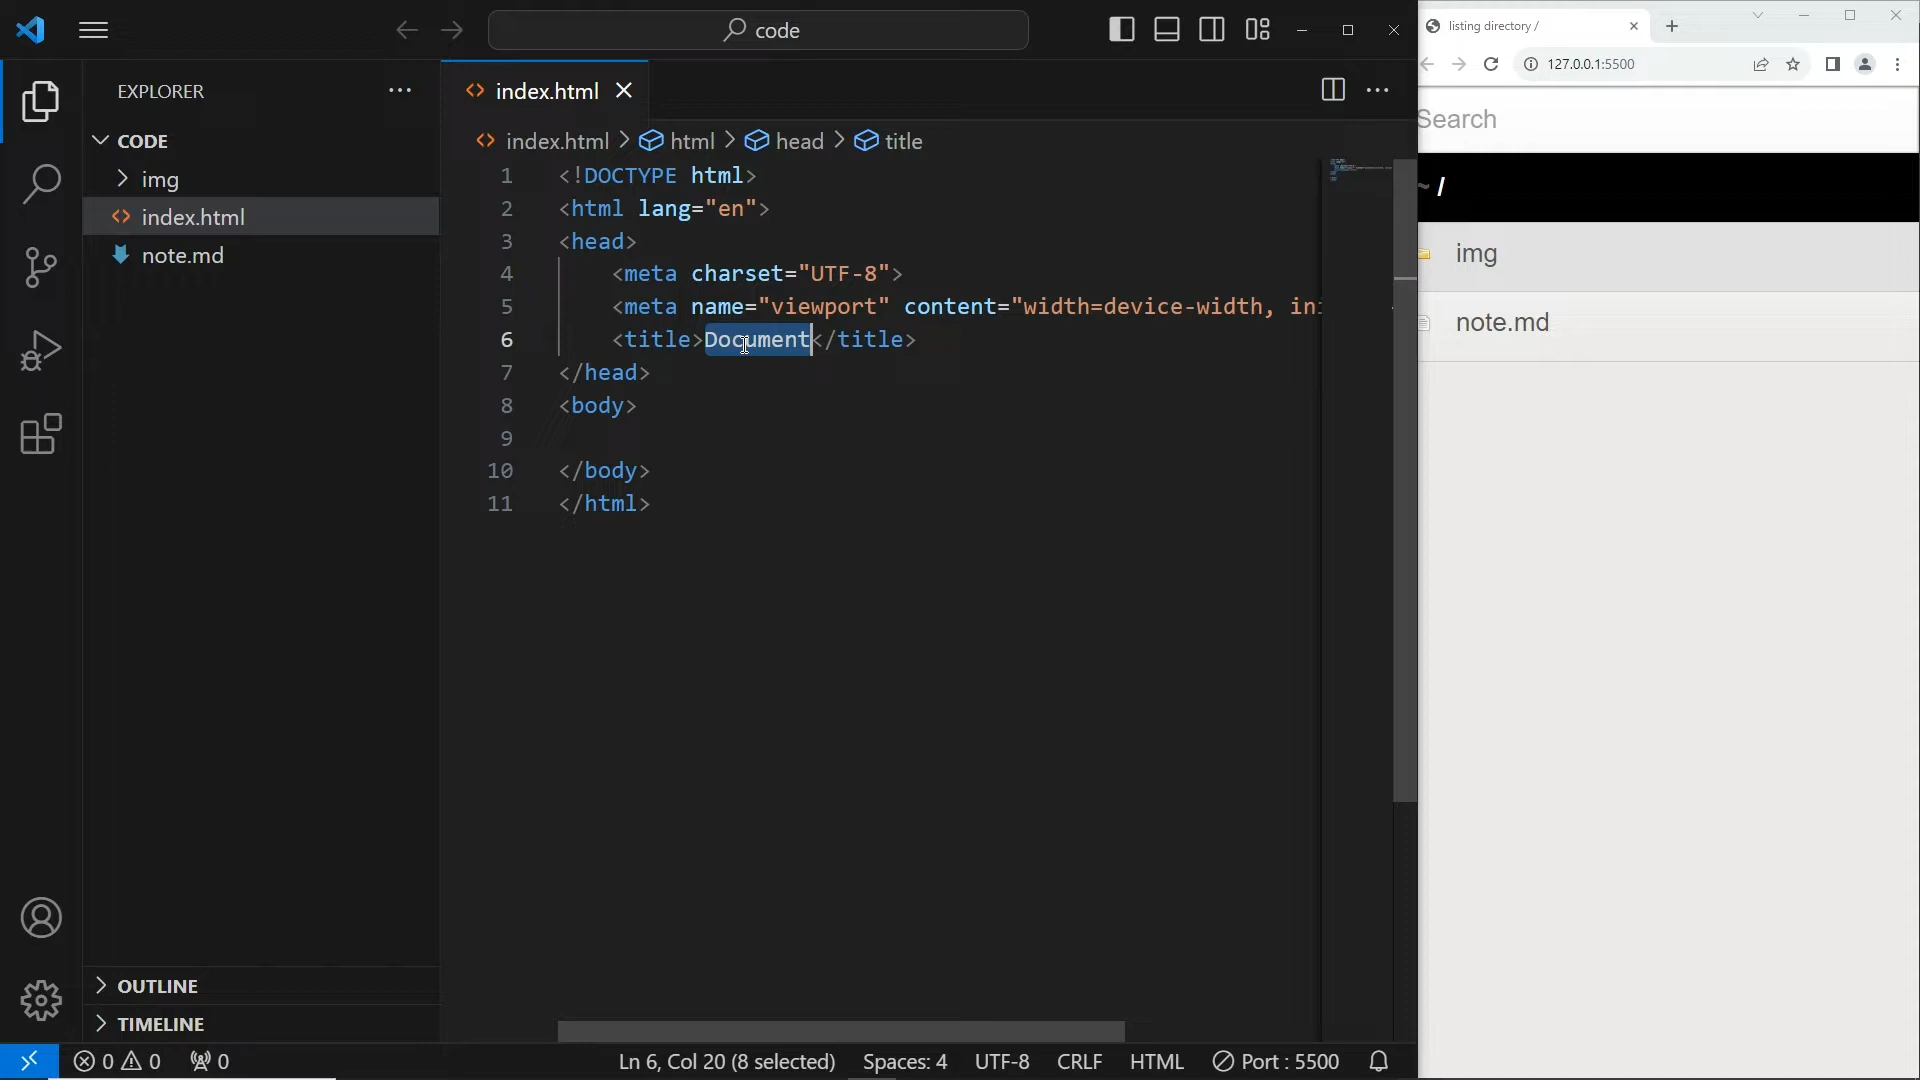 code
EXPLORER
CODE
img
index.html
note.md
OUTLINE
TIMELINE
index.html
index.html > html > head > title
1 <!DOCTYPE html>
2 <html lang="en">
3 <head>
4 <meta charset="UTF-8">
5 <meta name="viewport" content="width=device-width, ini
6 <title>Document</title>
7 </head>
8 <body>
9
10 </body>
11 </html>
0 0 0
Ln 6, Col 20 (8 selected) Spaces: 4 UTF-8 CRLF HTML Port : 5500
listing directory /
127.0.0.1:5500
Search
~ /
img
note.md